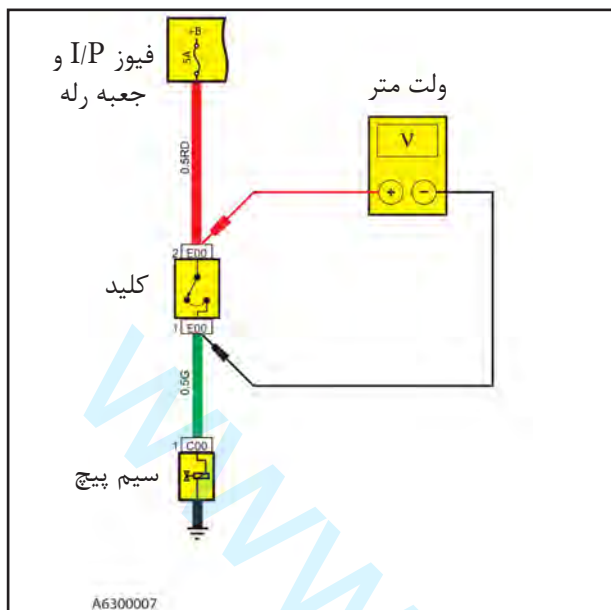 +B
5A
فیوز I/P و
جعبه رله
ولت متر
V
+ −
0.5RD
2 E00
کلید
1 E00
0.5G
1 C00
سیم پیچ
A6300007